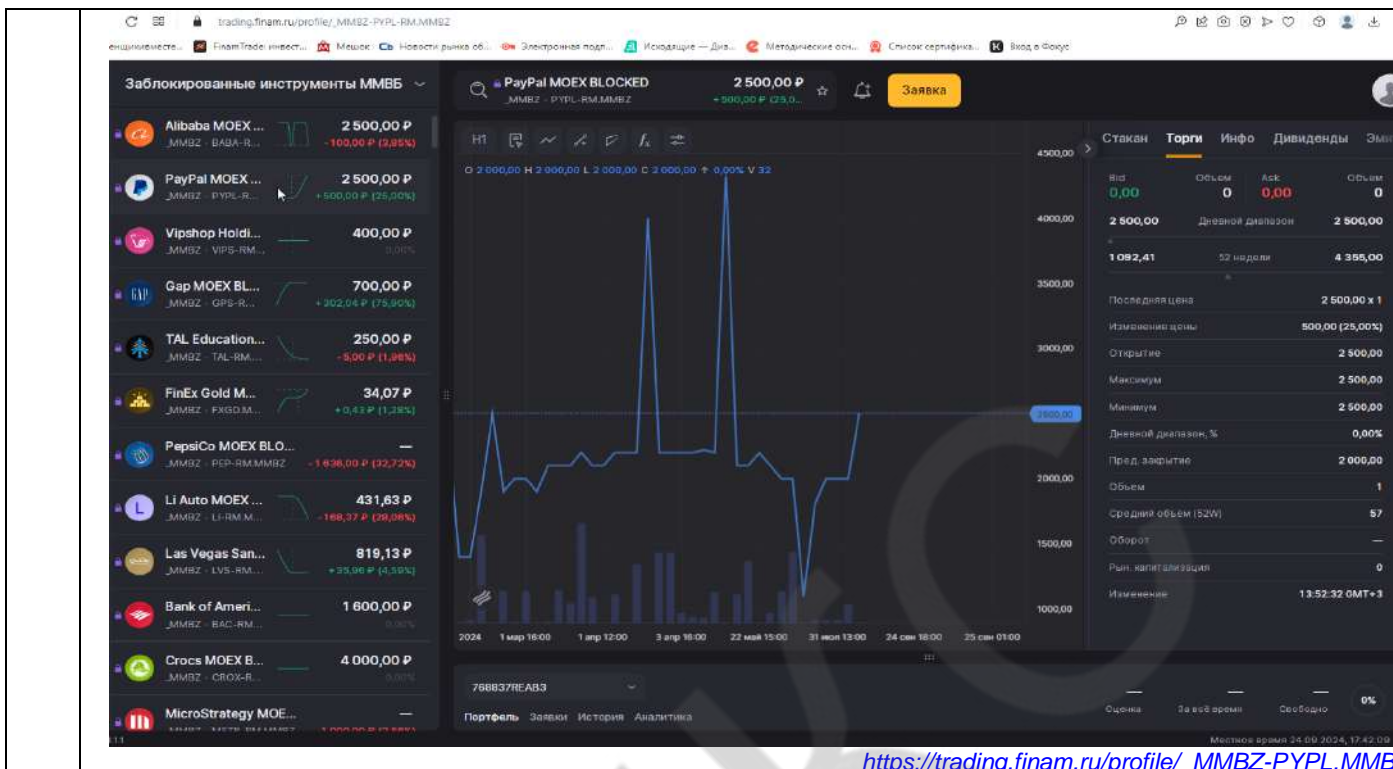 trading.finam.ru/profile/_MMBZ-PYPL-RM.MMBZ
FinamTrade: инвест... Мешок Новости рынка об... Электронная подп... Исходящие — Диа... Методические осн... Список сертифика... Вход в Фокус
Заблокированные инструменты ММВБ
Alibaba MOEX ... 2 500,00 ₽
_MMBZ · BABA-R... -100,00 ₽ (3,85%)
PayPal MOEX ... 2 500,00 ₽
_MMBZ · PYPL-R... +500,00 ₽ (25,00%)
Vipshop Holdi... 400,00 ₽
_MMBZ · VIPS-RM... 0,00%
Gap MOEX BL... 700,00 ₽
_MMBZ · GPS-R... +302,04 ₽ (75,90%)
TAL Education... 250,00 ₽
_MMBZ · TAL-RM.... -5,00 ₽ (1,96%)
FinEx Gold M... 34,07 ₽
_MMBZ · FXGD.M... +0,43 ₽ (1,28%)
PepsiCo MOEX BLO... —
_MMBZ · PEP-RM.MMBZ -1 636,00 ₽ (32,72%)
Li Auto MOEX ... 431,63 ₽
_MMBZ · LI-RM.M... -168,37 ₽ (28,06%)
Las Vegas San... 819,13 ₽
_MMBZ · LVS-RM.... +35,96 ₽ (4,59%)
Bank of Ameri... 1 600,00 ₽
_MMBZ · BAC-RM... 0,00%
Crocs MOEX B... 4 000,00 ₽
_MMBZ · CROX-R... 0,00%
MicroStrategy MOE... —
PayPal MOEX BLOCKED 2 500,00 ₽ Заявка
_MMBZ · PYPL-RM.MMBZ +500,00 ₽ (25,0...
H1
O 2 000,00 H 2 000,00 L 2 000,00 C 2 000,00 ↑ 0,00% V 32
4500,00
4000,00
3500,00
3000,00
2500,00
2000,00
1500,00
1000,00
2024 1 мар 16:00 1 апр 12:00 3 апр 16:00 22 май 15:00 31 июл 13:00 24 сен 18:00 25 сен 01:00
768837REAB3
Портфель Заявки История Аналитика
Стакан Торги Инфо Дивиденды
Bid Объем Ask Объем
0,00 0 0,00 0
2 500,00 Дневной диапазон 2 500,00
1 092,41 52 недели 4 355,00
Последняя цена 2 500,00 x 1
Изменение цены 500,00 (25,00%)
Открытие 2 500,00
Максимум 2 500,00
Минимум 2 500,00
Дневной диапазон, % 0,00%
Пред. закрытие 2 000,00
Объем 1
Средний объем (52W) 57
Оборот —
Рын. капитализация 0
Изменение 13:52:32 GMT+3
— — — 0%
Оценка За всё время Свободно
Местное время 24.09.2024, 17:42:09
https://trading.finam.ru/profile/_MMBZ-PYPL.MMB